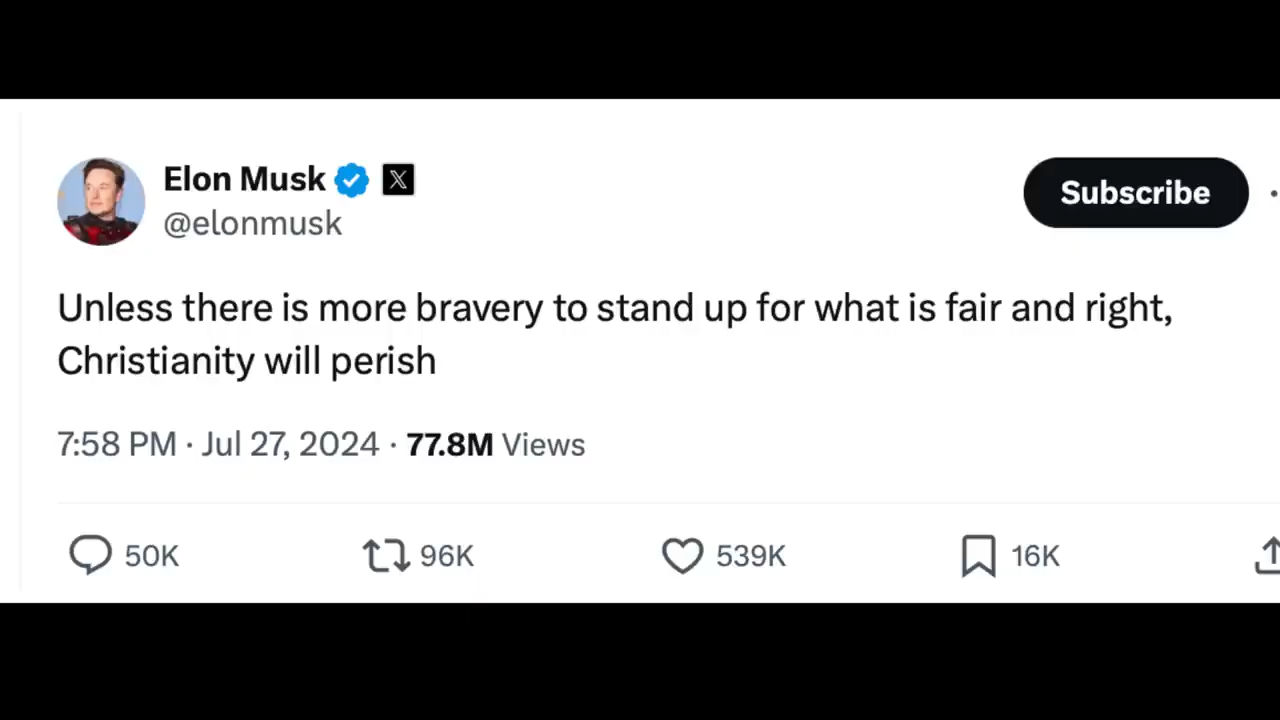 Elon Musk
@elonmusk
Subscribe
Unless there is more bravery to stand up for what is fair and right,
Christianity will perish
7:58 PM · Jul 27, 2024 · 77.8M Views
50K 96K 539K 16K